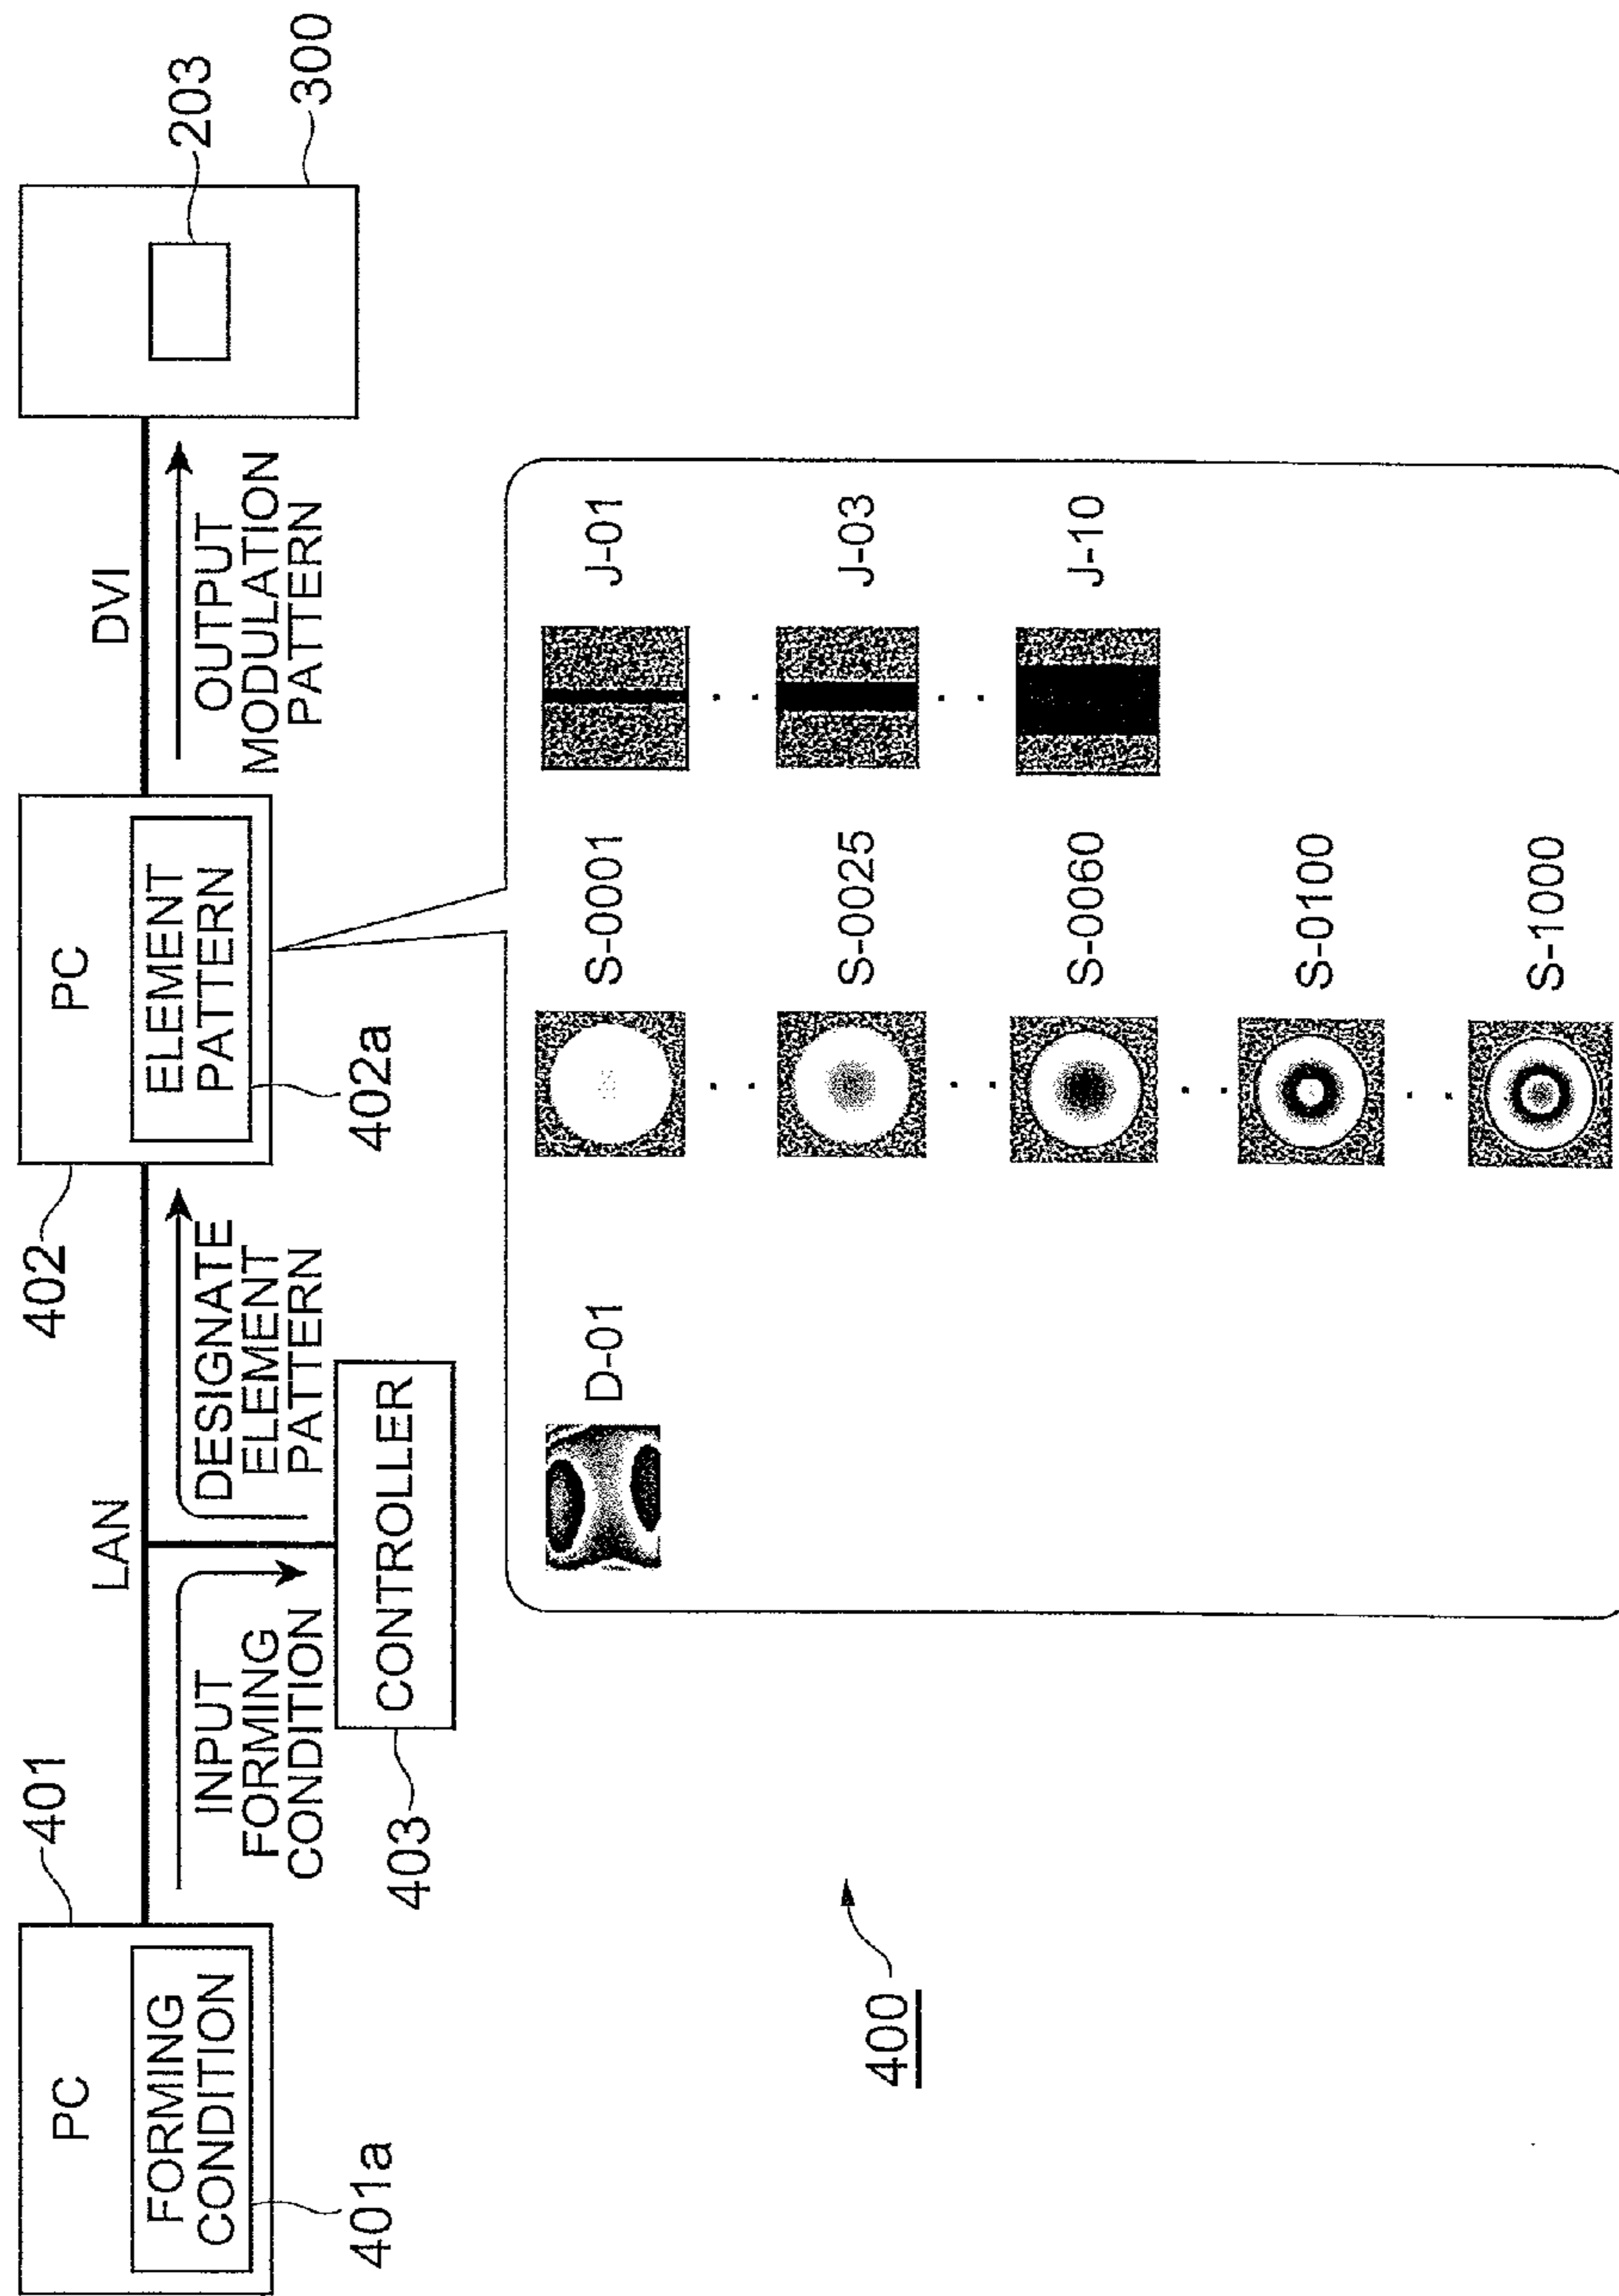 401
PC
FORMING
CONDITION
401a
LAN
INPUT
FORMING
CONDITION
403
CONTROLLER
DESIGNATE
ELEMENT
PATTERN
402
PC
ELEMENT
PATTERN
402a
DVI
OUTPUT
MODULATION
PATTERN
203
300
400
D-01
S-0001
S-0025
S-0060
S-0100
S-1000
J-01
J-03
J-10